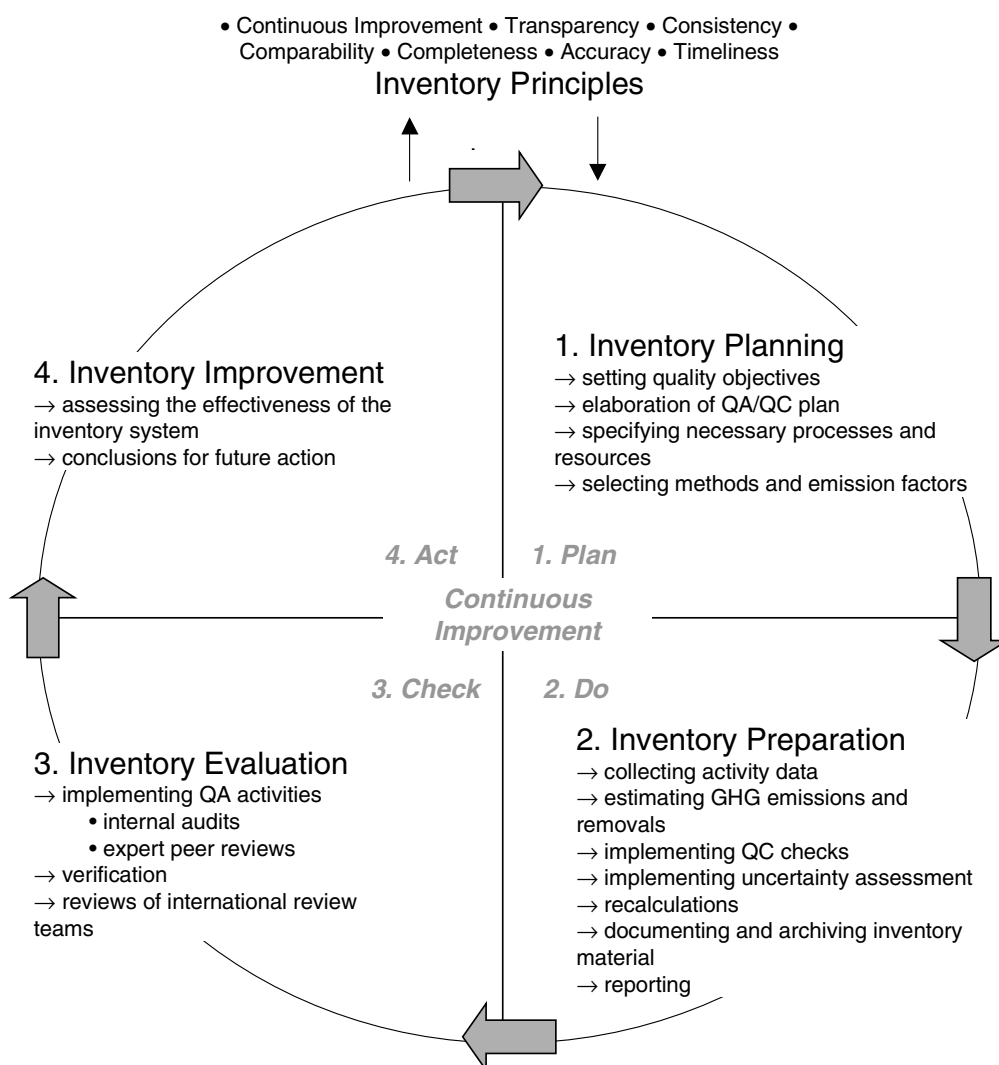 • Continuous Improvement • Transparency • Consistency •
Comparability • Completeness • Accuracy • Timeliness
Inventory Principles
1. Inventory Planning
→ setting quality objectives
→ elaboration of QA/QC plan
→ specifying necessary processes and
resources
→ selecting methods and emission factors
4. Inventory Improvement
→ assessing the effectiveness of the
inventory system
→ conclusions for future action
4. Act
1. Plan
Continuous
Improvement
3. Check
2. Do
2. Inventory Preparation
→ collecting activity data
→ estimating GHG emissions and
removals
→ implementing QC checks
→ implementing uncertainty assessment
→ recalculations
→ documenting and archiving inventory
material
→ reporting
3. Inventory Evaluation
→ implementing QA activities
• internal audits
• expert peer reviews
→ verification
→ reviews of international review
teams